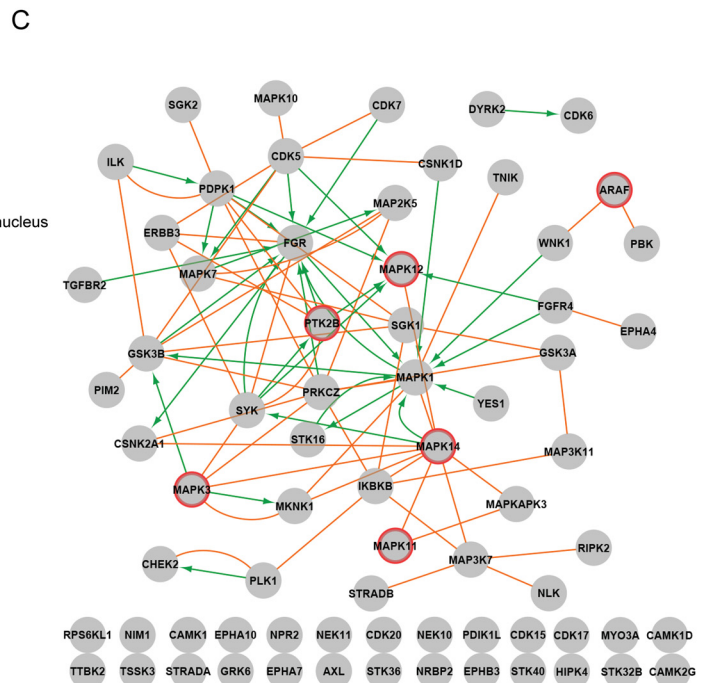 C
SGK2
MAPK10
CDK7
DYRK2
CDK6
ILK
CDK5
CSNK1D
TNIK
ARAF
PDPK1
MAP2K5
nucleus
ERBB3
FGR
WNK1
PBK
TGFBR2
MAPK7
MAPK12
FGFR4
PTK2B
SGK1
EPHA4
GSK3B
GSK3A
PIM2
PRKCZ
MAPK1
YES1
SYK
CSNK2A1
STK16
MAPK14
MAP3K11
MAPK3
IKBKB
MKNK1
MAPKAPK3
MAPK11
RIPK2
CHEK2
MAP3K7
PLK1
STRADB
NLK
RPS6KL1 NIM1 CAMK1 EPHA10 NPR2 NEK11 CDK20 NEK10 PDIK1L CDK15 CDK17 MYO3A CAMK1D
TTBK2 TSSK3 STRADA GRK6 EPHA7 AXL STK36 NRBP2 EPHB3 STK40 HIPK4 STK32B CAMK2G